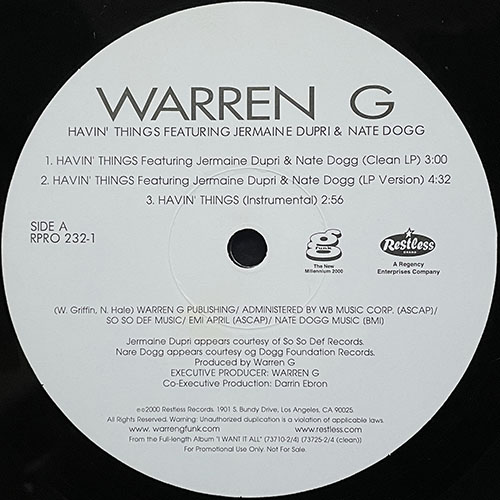 WARREN G
HAVIN' THINGS FEATURING JERMAINE DUPRI & NATE DOGG
1. HAVIN' THINGS Featuring Jermaine Dupri & Nate Dogg (Clean LP) 3:00
2. HAVIN' THINGS Featuring Jermaine Dupri & Nate Dogg (LP Version) 4:32
3. HAVIN' THINGS (Instrumental) 2:56
SIDE A
RPRO 232-1
g
Funk
The New
Millennium 2000
Restless
A Regency
Enterprises Company
(W. Griffin, N. Hale) WARREN G PUBLISHING/ ADMINISTERED BY WB MUSIC CORP. (ASCAP)/
SO SO DEF MUSIC/ EMI APRIL (ASCAP)/ NATE DOGG MUSIC (BMI)
Jermaine Dupri appears courtesy of So So Def Records.
Nare Dogg appears courtesy og Dogg Foundation Records.
Produced by Warren G
EXECUTIVE PRODUCER: WARREN G
Co-Executive Production: Darrin Ebron
℗©2000 Restless Records. 1901 S. Bundy Drive, Los Angeles, CA 90025.
All Rights Reserved. Warning: Unauthorized duplication is a violation of applicable laws.
www. warrengfunk.com www.restless.com
From the Full-length Album "I WANT IT ALL" (73710-2/4) (73725-2/4 (clean))
For Promotional Use Only. Not For Sale.